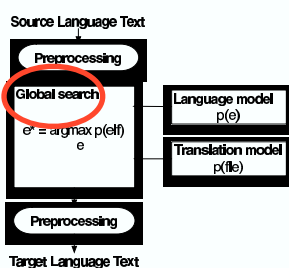 Source Language Text
Preprocessing
Global search
e* = argmax p(e|f)
e
Language model
p(e)
Translation model
p(f|e)
Preprocessing
Target Language Text